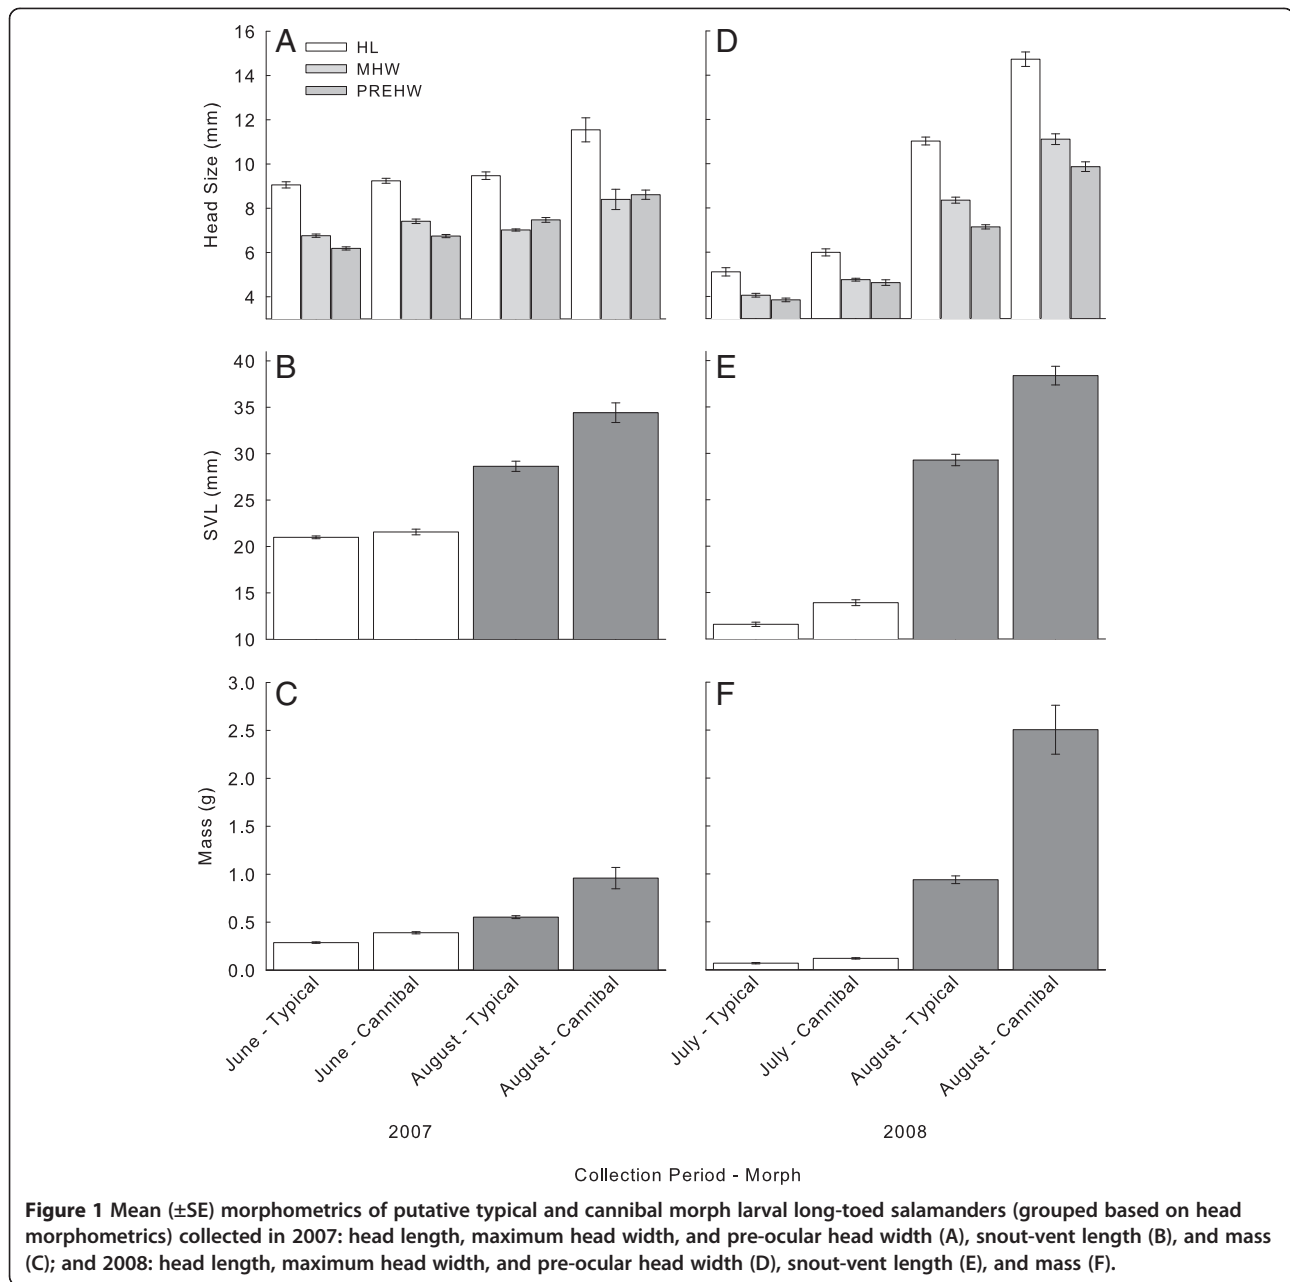 A
HL
MHW
PREHW
D
Head Size (mm)
16
14
12
10
8
6
4
B
E
SVL (mm)
40
35
30
25
20
15
10
C
F
Mass (g)
3.0
2.5
2.0
1.5
1.0
0.5
0.0
June - Typical
June - Cannibal
August - Typical
August - Cannibal
July - Typical
July - Cannibal
August - Typical
August - Cannibal
2007
2008
Collection Period - Morph
Figure 1 Mean (±SE) morphometrics of putative typical and cannibal morph larval long-toed salamanders (grouped based on head
morphometrics) collected in 2007: head length, maximum head width, and pre-ocular head width (A), snout-vent length (B), and mass
(C); and 2008: head length, maximum head width, and pre-ocular head width (D), snout-vent length (E), and mass (F).